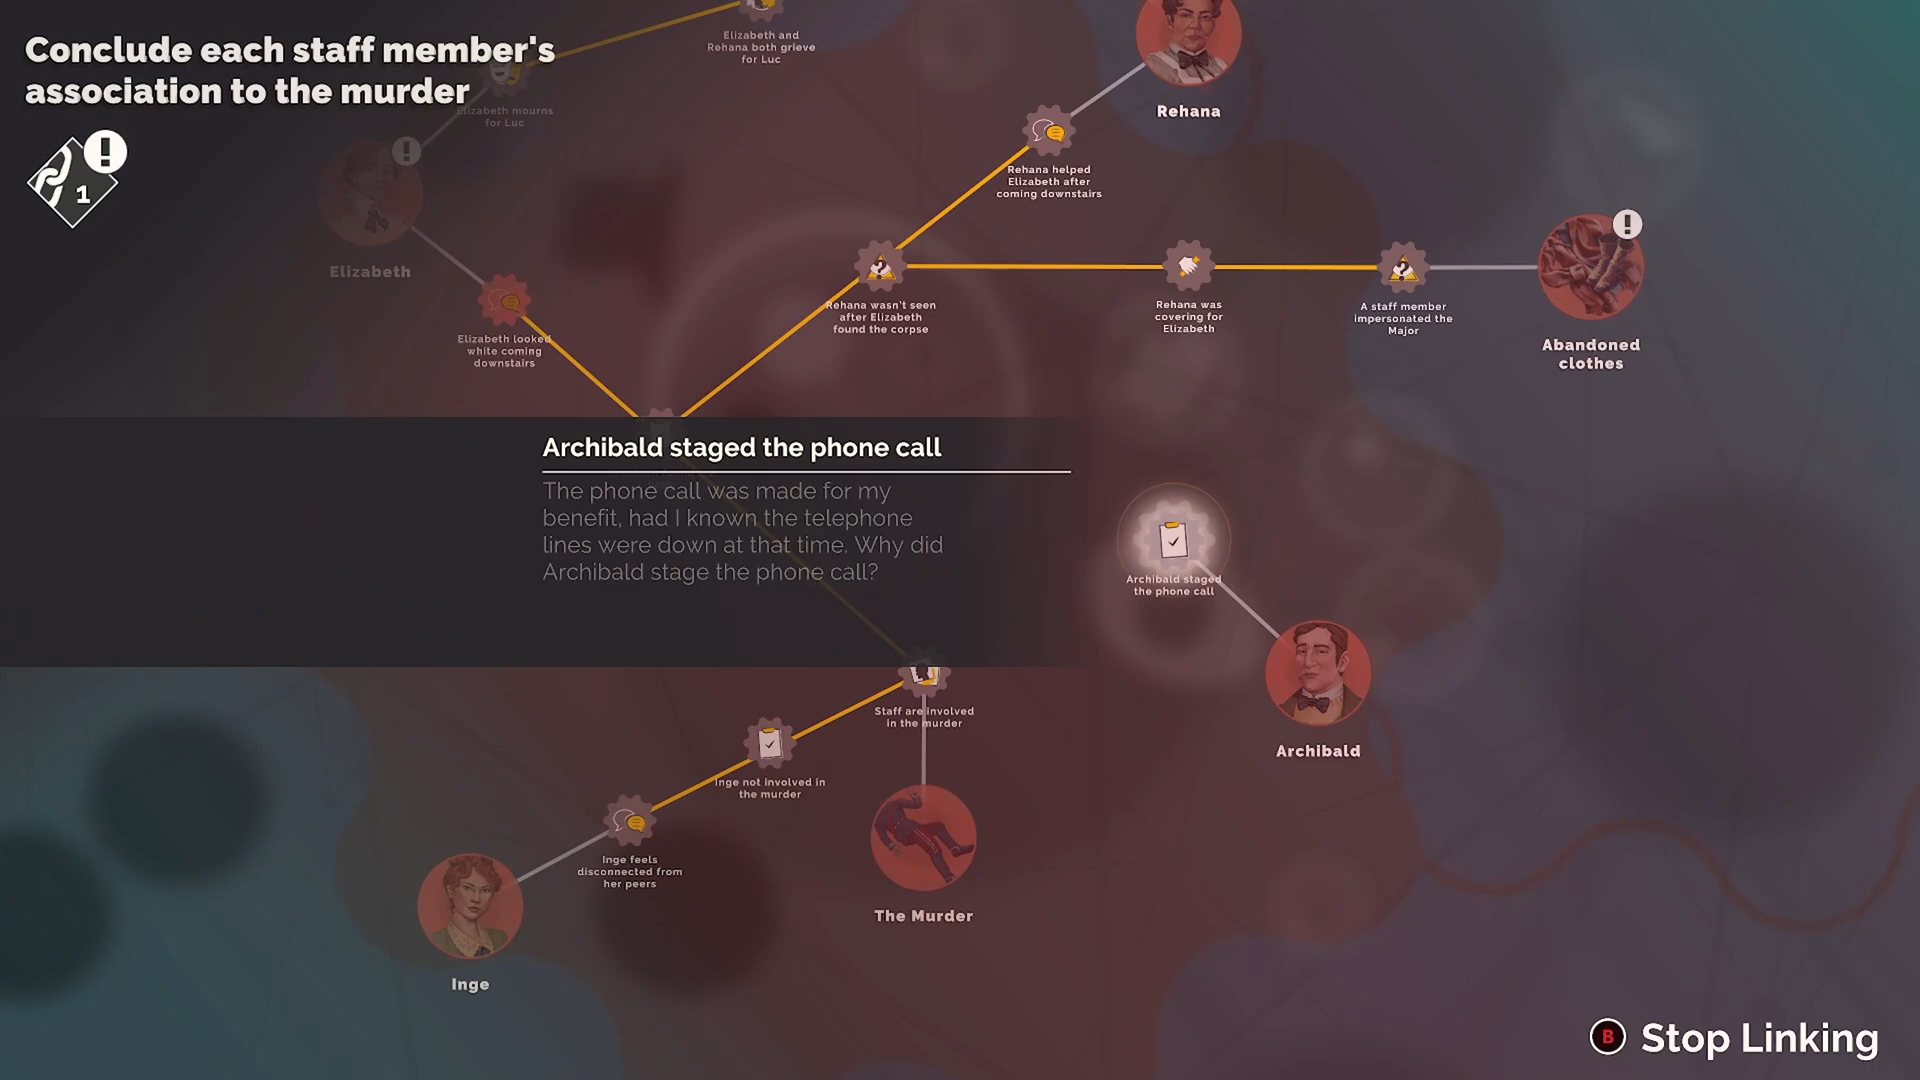 Conclude each staff member's
association to the murder
1
Elizabeth and
Rehana both grieve
for Luc
Elizabeth mourns
for Luc
Rehana
Rehana helped
Elizabeth after
coming downstairs
Elizabeth
Rehana wasn't seen
after Elizabeth
found the corpse
Rehana was
covering for
Elizabeth
A staff member
impersonated the
Major
Abandoned
clothes
Elizabeth looked
white coming
downstairs
Archibald staged the phone call
The phone call was made for my
benefit, had I known the telephone
lines were down at that time. Why did
Archibald stage the phone call?
Archibald staged
the phone call
Archibald
Staff are involved
in the murder
Inge not involved in
the murder
Inge feels
disconnected from
her peers
The Murder
Inge
B Stop Linking